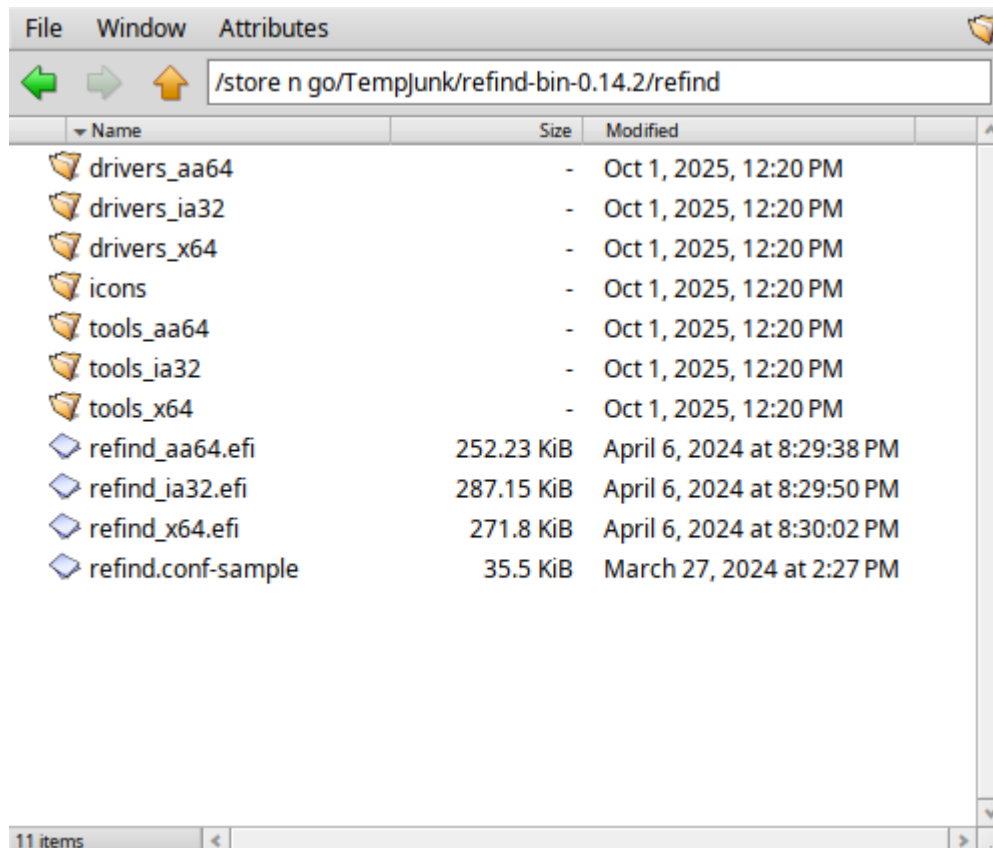 File Window Attributes
/store n go/TempJunk/refind-bin-0.14.2/refind
Name Size Modified
drivers_aa64 - Oct 1, 2025, 12:20 PM
drivers_ia32 - Oct 1, 2025, 12:20 PM
drivers_x64 - Oct 1, 2025, 12:20 PM
icons - Oct 1, 2025, 12:20 PM
tools_aa64 - Oct 1, 2025, 12:20 PM
tools_ia32 - Oct 1, 2025, 12:20 PM
tools_x64 - Oct 1, 2025, 12:20 PM
refind_aa64.efi 252.23 KiB April 6, 2024 at 8:29:38 PM
refind_ia32.efi 287.15 KiB April 6, 2024 at 8:29:50 PM
refind_x64.efi 271.8 KiB April 6, 2024 at 8:30:02 PM
refind.conf-sample 35.5 KiB March 27, 2024 at 2:27 PM
11 items